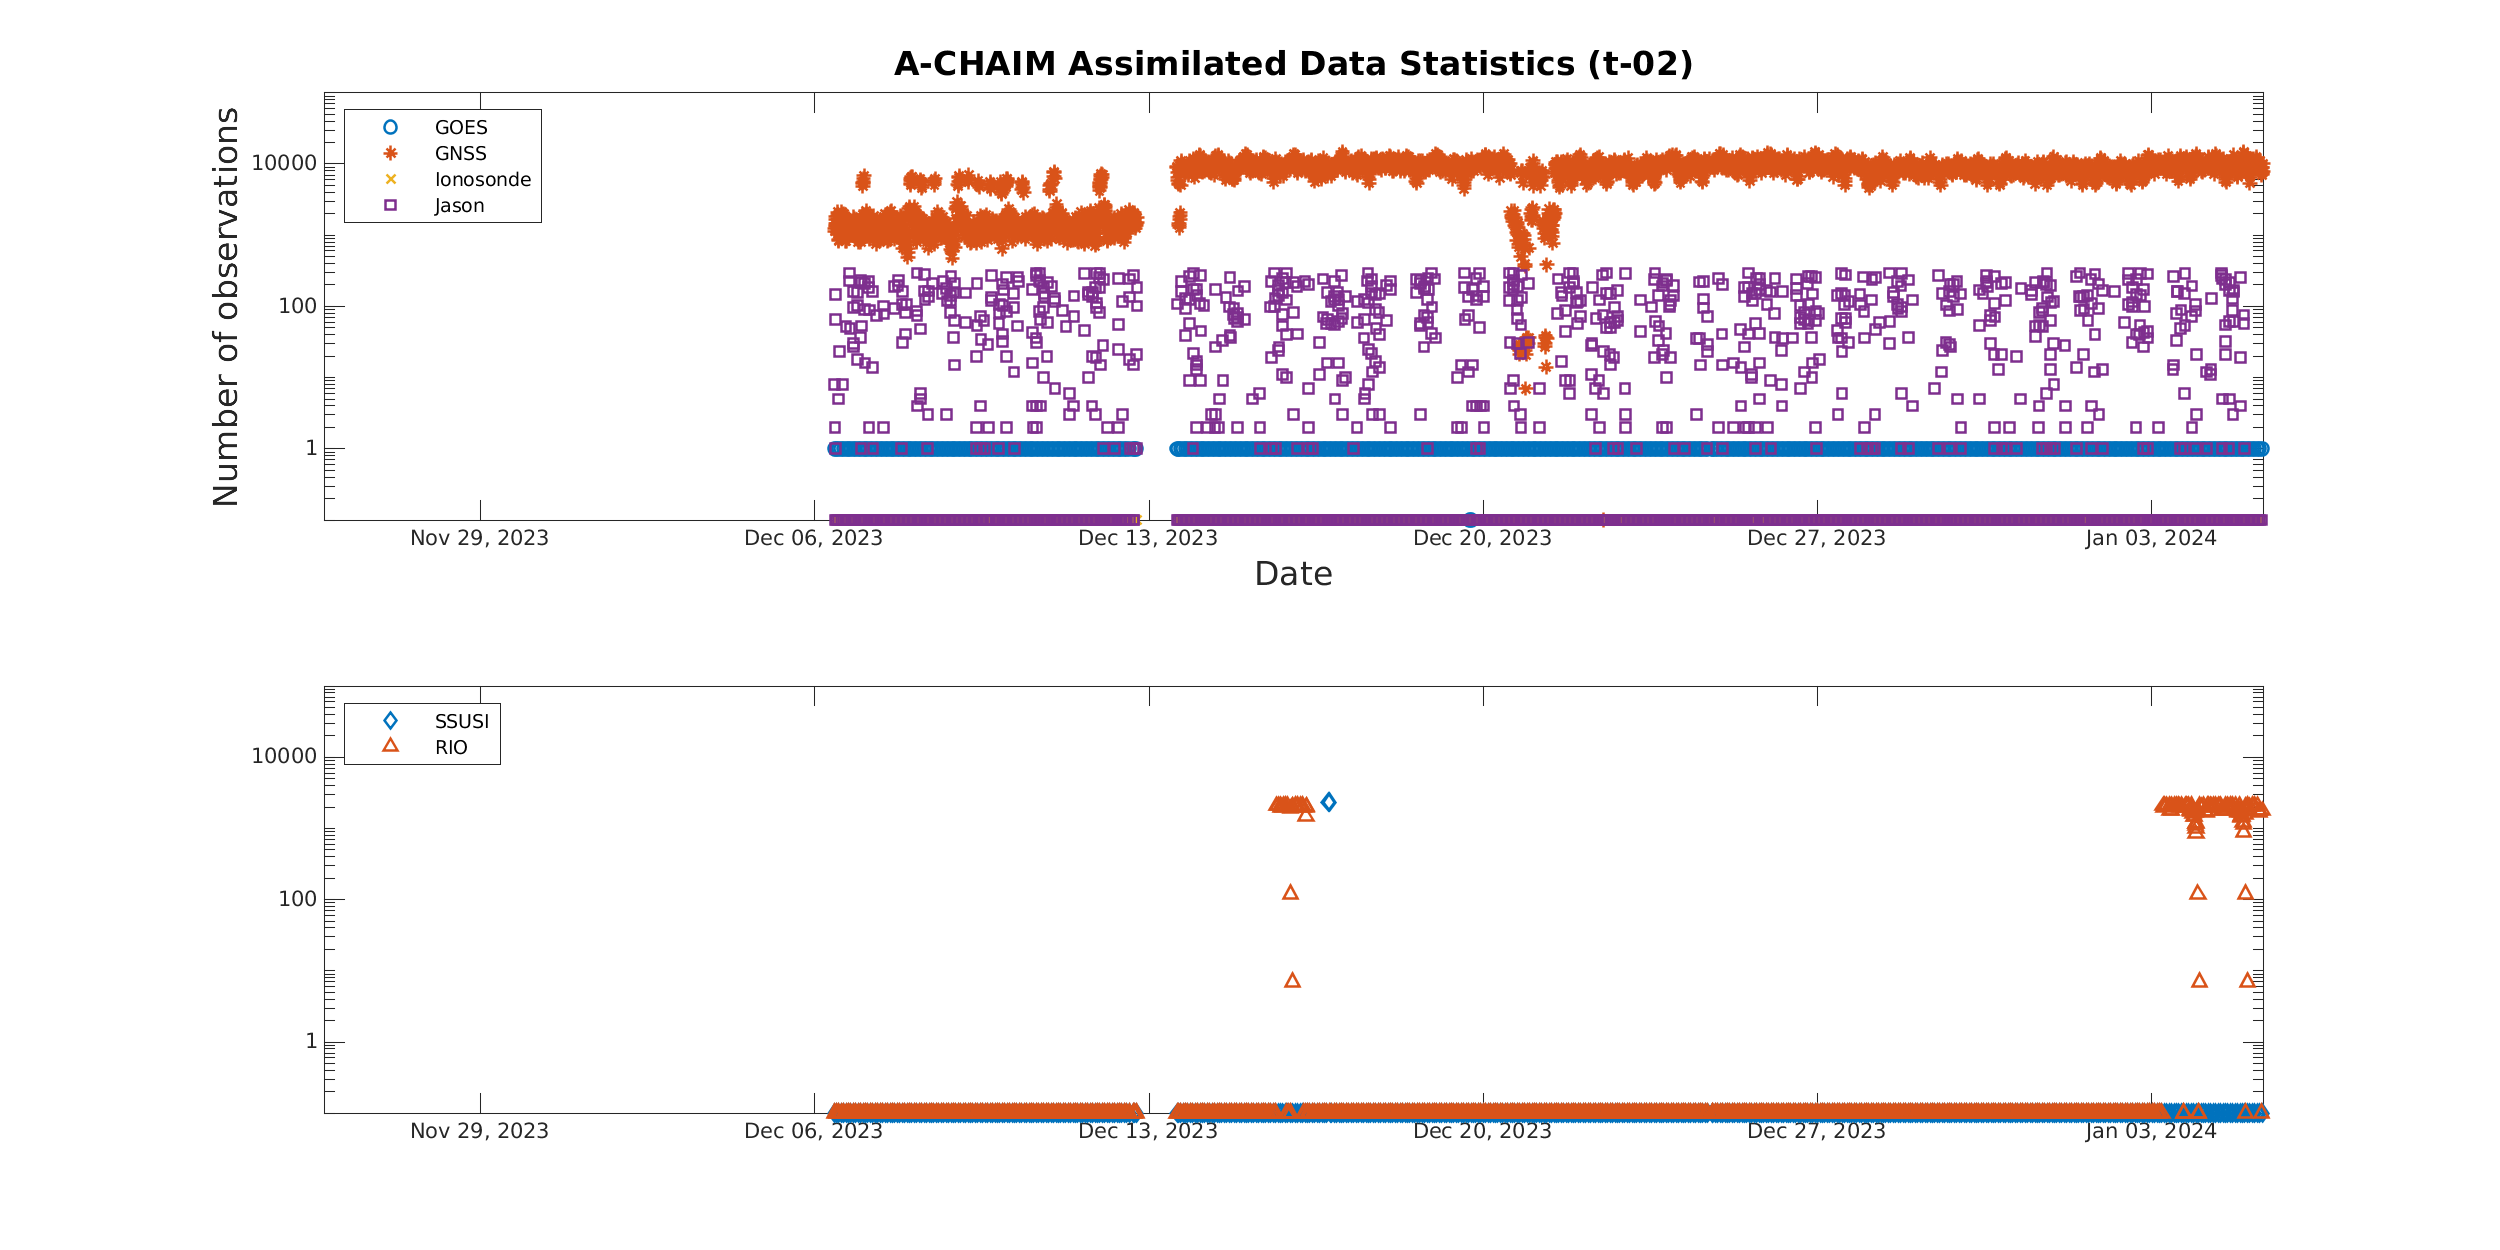 A-CHAIM Assimilated Data Statistics (t-02)
Number of observations
10000
100
1
GOES
GNSS
Ionosonde
Jason
Nov 29, 2023 Dec 06, 2023 Dec 13, 2023 Dec 20, 2023 Dec 27, 2023 Jan 03, 2024
Date
10000
100
1
SSUSI
RIO
Nov 29, 2023 Dec 06, 2023 Dec 13, 2023 Dec 20, 2023 Dec 27, 2023 Jan 03, 2024